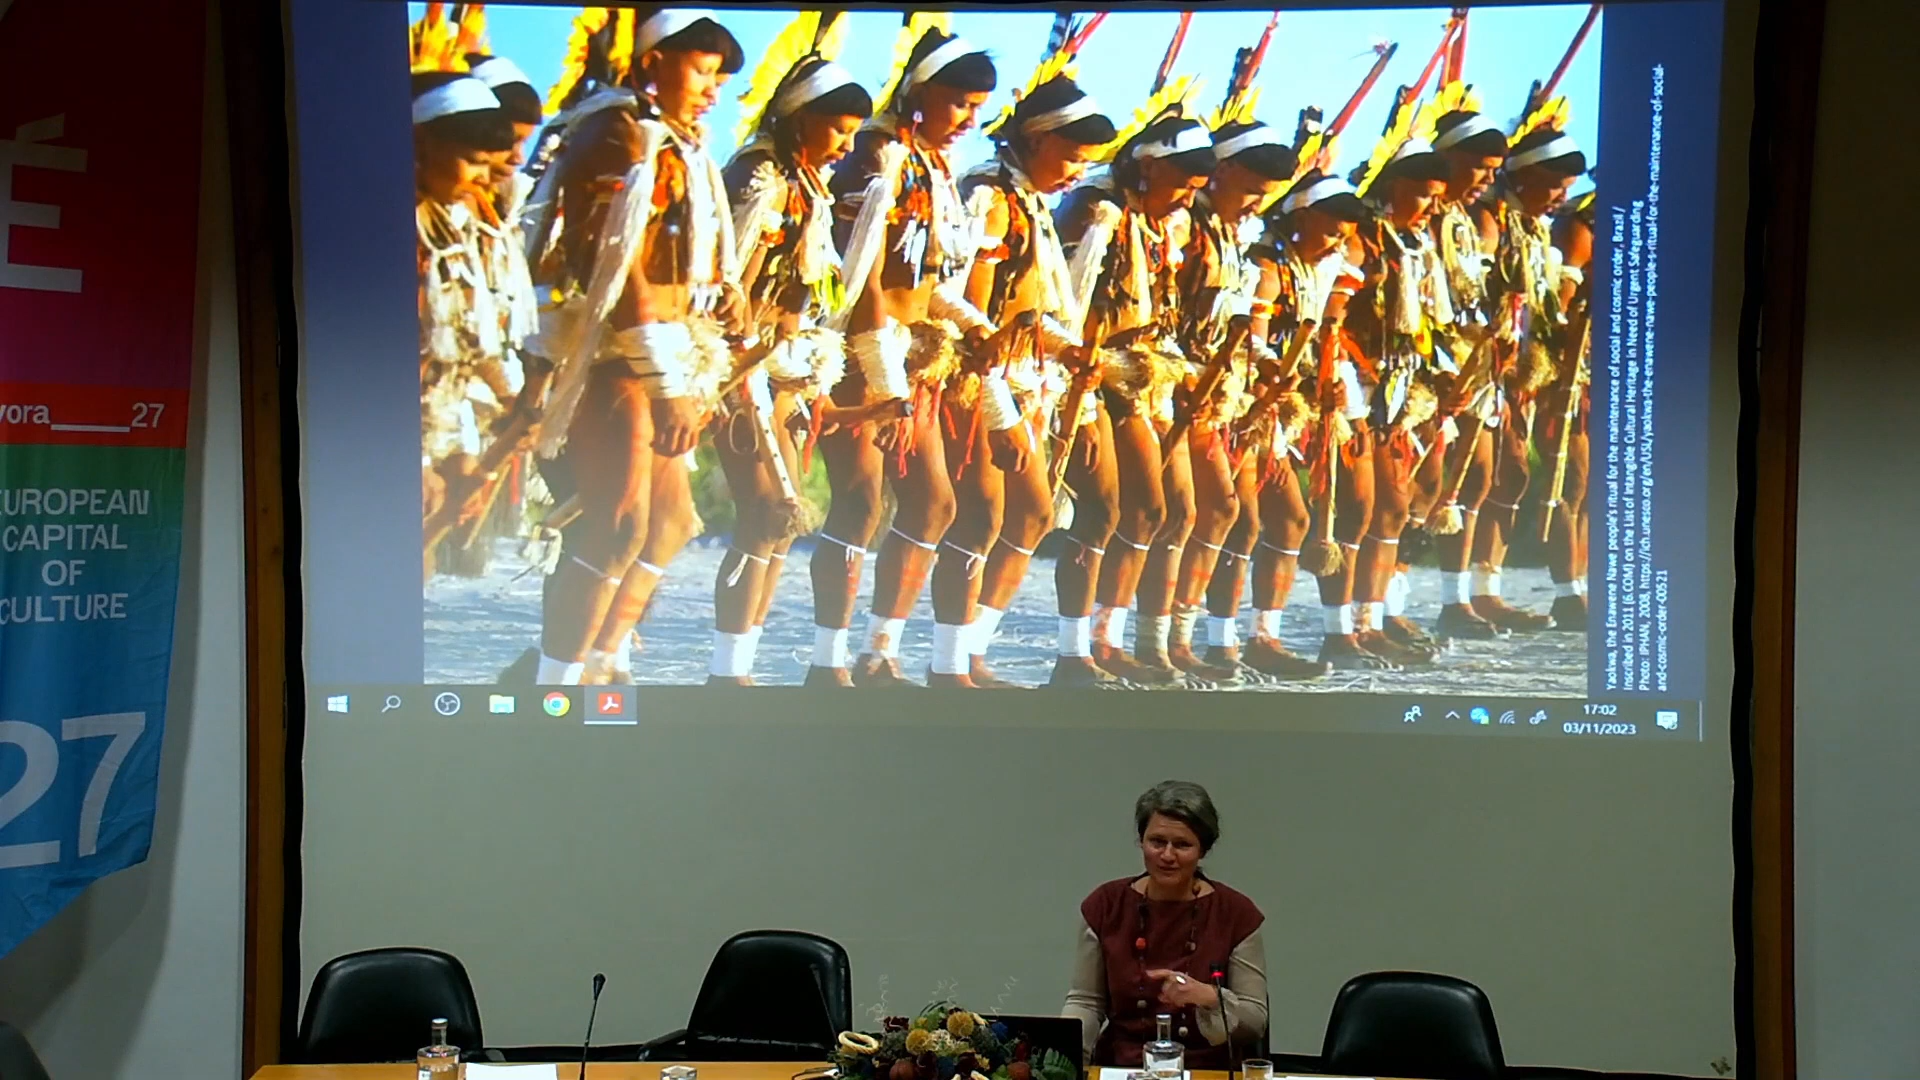 É
vora____27
EUROPEAN
CAPITAL
OF
CULTURE
27
Yaokwa, the Enawene Nawe people's ritual for the maintenance of social and cosmic order, Brazil /
Inscribed in 2011 (6.COM) on the List of Intangible Cultural Heritage in Need of Urgent Safeguarding
Photo: IPHAN, 2008, https://ich.unesco.org/en/USL/yaokwa-the-enawene-nawe-people-s-ritual-for-the-maintenance-of-social-
and-cosmic-order-00521
17:02
03/11/2023